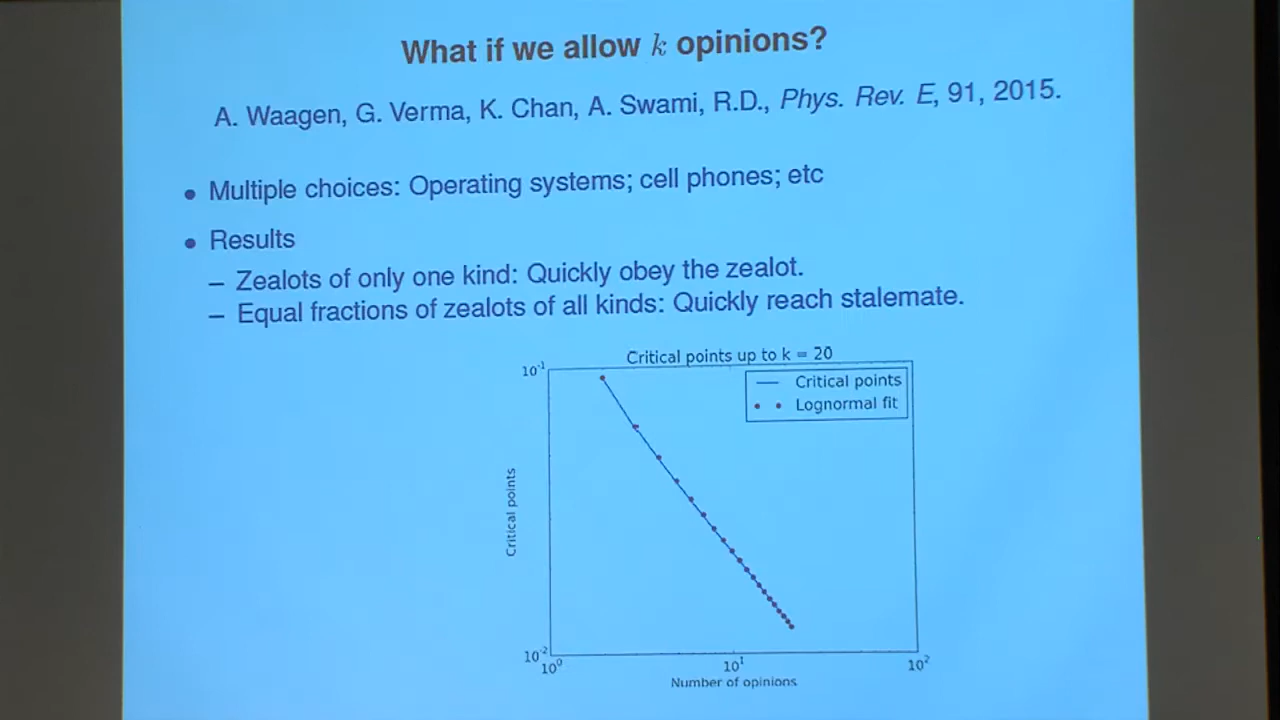 What if we allow k opinions?
A. Waagen, G. Verma, K. Chan, A. Swami, R.D., Phys. Rev. E, 91, 2015.
• Multiple choices: Operating systems; cell phones; etc
• Results
– Zealots of only one kind: Quickly obey the zealot.
– Equal fractions of zealots of all kinds: Quickly reach stalemate.
Critical points up to k = 20
10⁻¹
Critical points
Lognormal fit
Critical points
10⁻²
10⁰
10¹
10²
Number of opinions